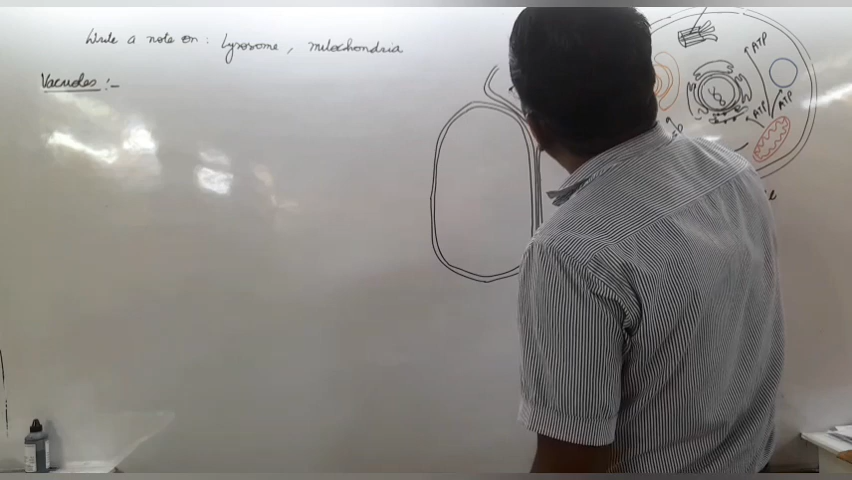 Write a note on : Lysosome , mitochondria
Vacuoles :-
ATP
ATP
ATP